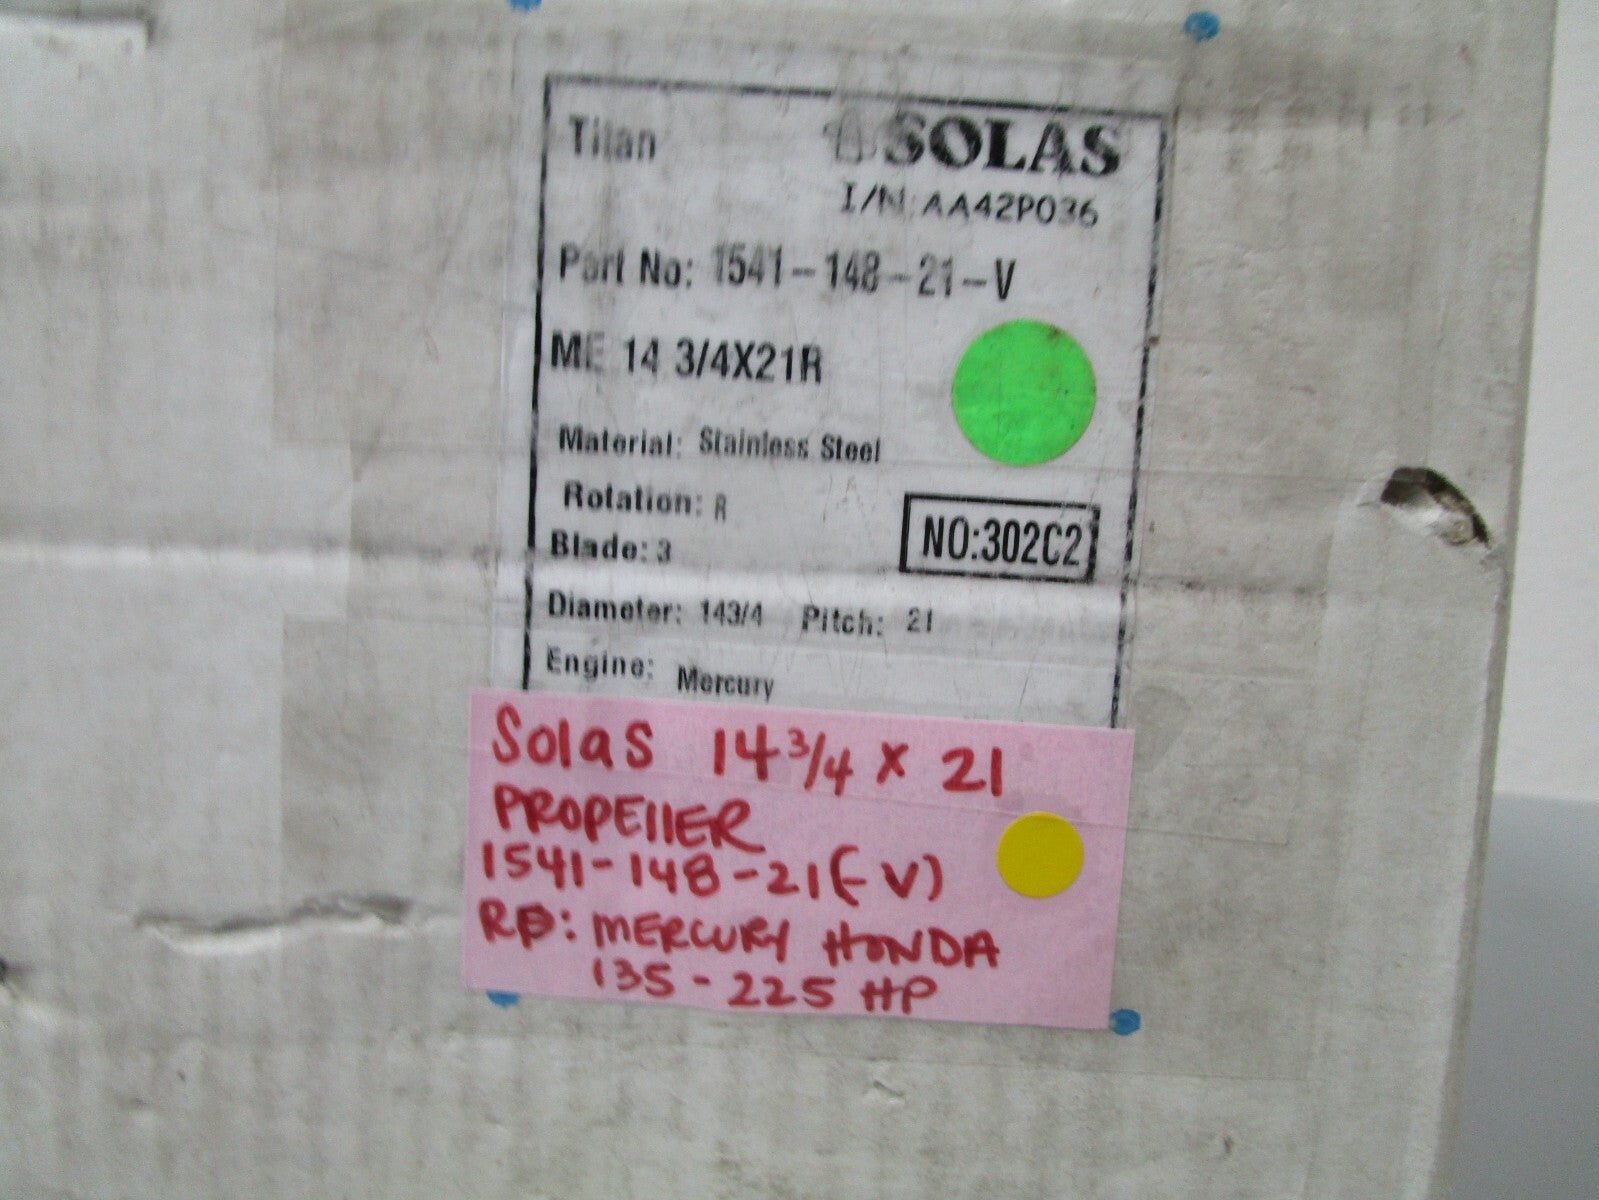 Titan SOLAS
I/N: AA42P036
Part No: 1541-148-21-V
ME 14 3/4X21R
Material: Stainless Steel
Rotation: R
Blade: 3
NO:302C2
Diameter: 143/4 Pitch: 21
Engine: Mercury
Solas 14 3/4 x 21
PROPEllER
1541-148-21(-V)
RP: MERCURY HONDA
135-225 HP